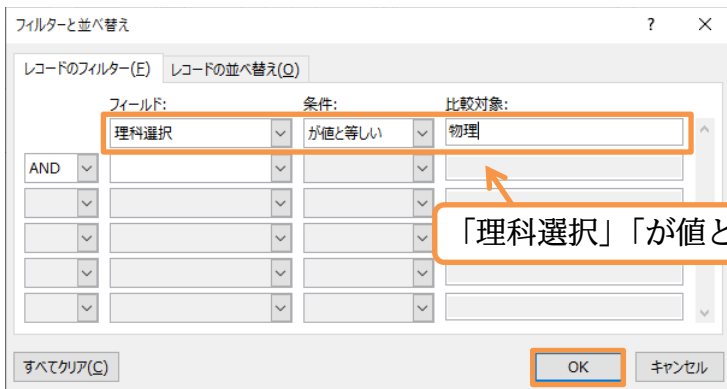 フィルターと並べ替え ? ×
レコードのフィルター(F) レコードの並べ替え(O)
フィールド: 条件: 比較対象:
理科選択 が値と等しい 物理
AND
「理科選択」「が値と
すべてクリア(C) OK キャンセル